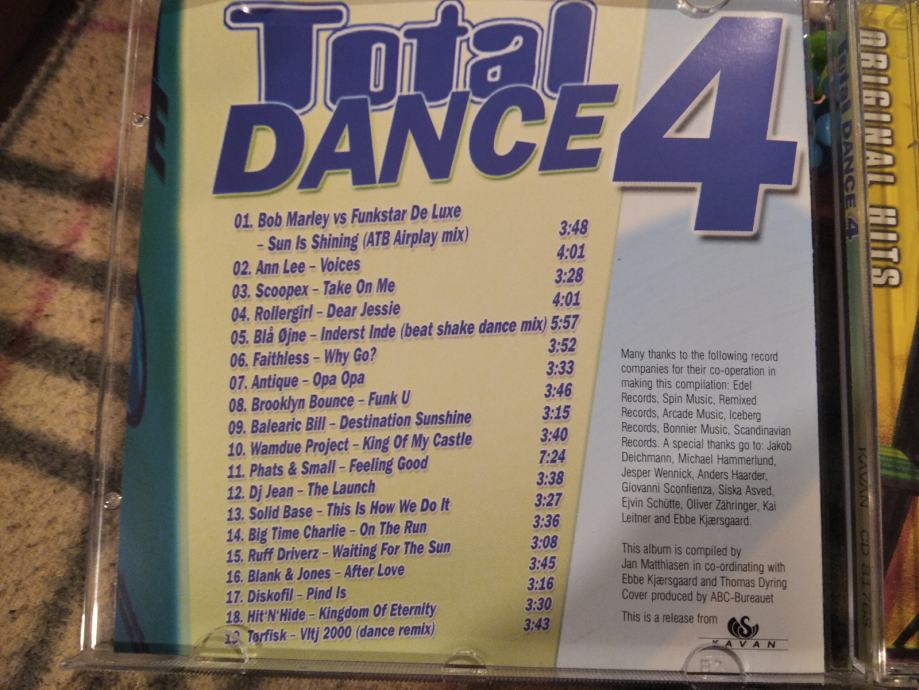 Total
DANCE 4
01. Bob Marley vs Funkstar De Luxe
– Sun Is Shining (ATB Airplay mix) 3:48
02. Ann Lee – Voices 4:01
03. Scoopex – Take On Me 3:28
04. Rollergirl – Dear Jessie 4:01
05. Blå Øjne – Inderst Inde (beat shake dance mix) 5:57
06. Faithless – Why Go? 3:52
07. Antique – Opa Opa 3:33
08. Brooklyn Bounce – Funk U 3:46
09. Balearic Bill – Destination Sunshine 3:15
10. Wamdue Project – King Of My Castle 3:40
11. Phats & Small – Feeling Good 7:24
12. Dj Jean – The Launch 3:38
13. Solid Base – This Is How We Do It 3:27
14. Big Time Charlie – On The Run 3:36
15. Ruff Driverz – Waiting For The Sun 3:08
16. Blank & Jones – After Love 3:45
17. Diskofil – Pind Is 3:16
18. Hit'N'Hide – Kingdom Of Eternity 3:30
19. Tørfisk – Vltj 2000 (dance remix) 3:43
Many thanks to the following record
companies for their co-operation in
making this compilation: Edel
Records, Spin Music, Remixed
Records, Arcade Music, Iceberg
Records, Bonnier Music, Scandinavian
Records. A special thanks go to: Jakob
Deichmann, Michael Hammerlund,
Jesper Wennick, Anders Haarder,
Giovanni Sconfienza, Siska Asved,
Ejvin Schütte, Oliver Zähringer, Kai
Leitner and Ebbe Kjærsgaard.
This album is compiled by
Jan Matthiasen in co-ordinating with
Ebbe Kjærsgaard and Thomas Dyring
Cover produced by ABC-Bureauet
This is a release from
KAVAN
Total DANCE 4
KAVAN CD
ORIGINAL HITS